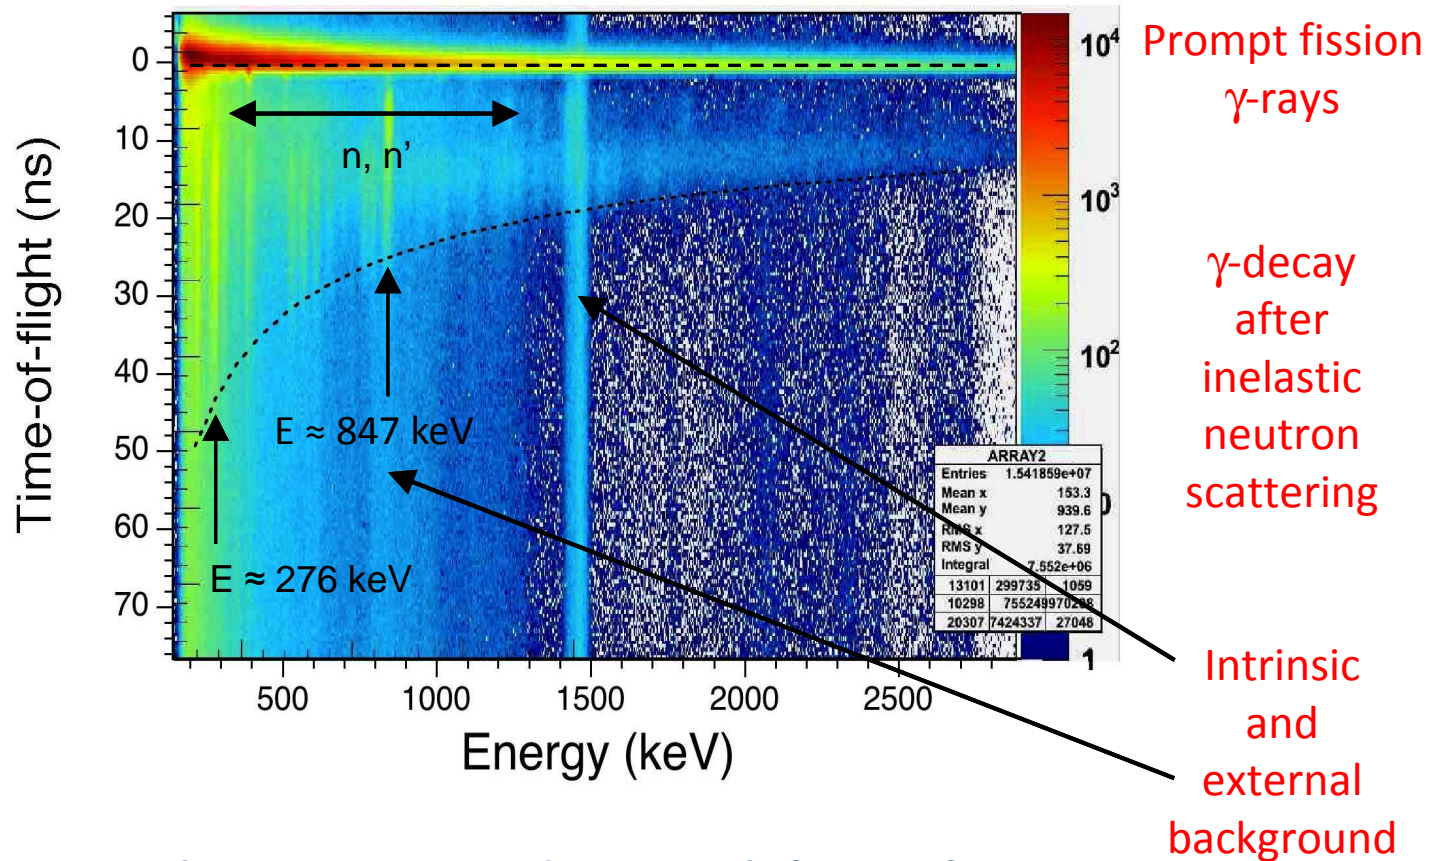 Time-of-flight (ns)
0
10
20
30
40
50
60
70
n, n’
E ≈ 847 keV
E ≈ 276 keV
500
1000
1500
2000
2500
Energy (keV)
10⁴
10³
10²
1
ARRAY2
Entries 1.541859e+07
Mean x 153.3
Mean y 939.6
RMS x 127.5
RMS y 37.69
Integral 7.552e+06
13101 299735 1059
10298
20307 7424337 27048
Prompt fission
γ-rays
γ-decay
after
inelastic
neutron
scattering
Intrinsic
and
external
background